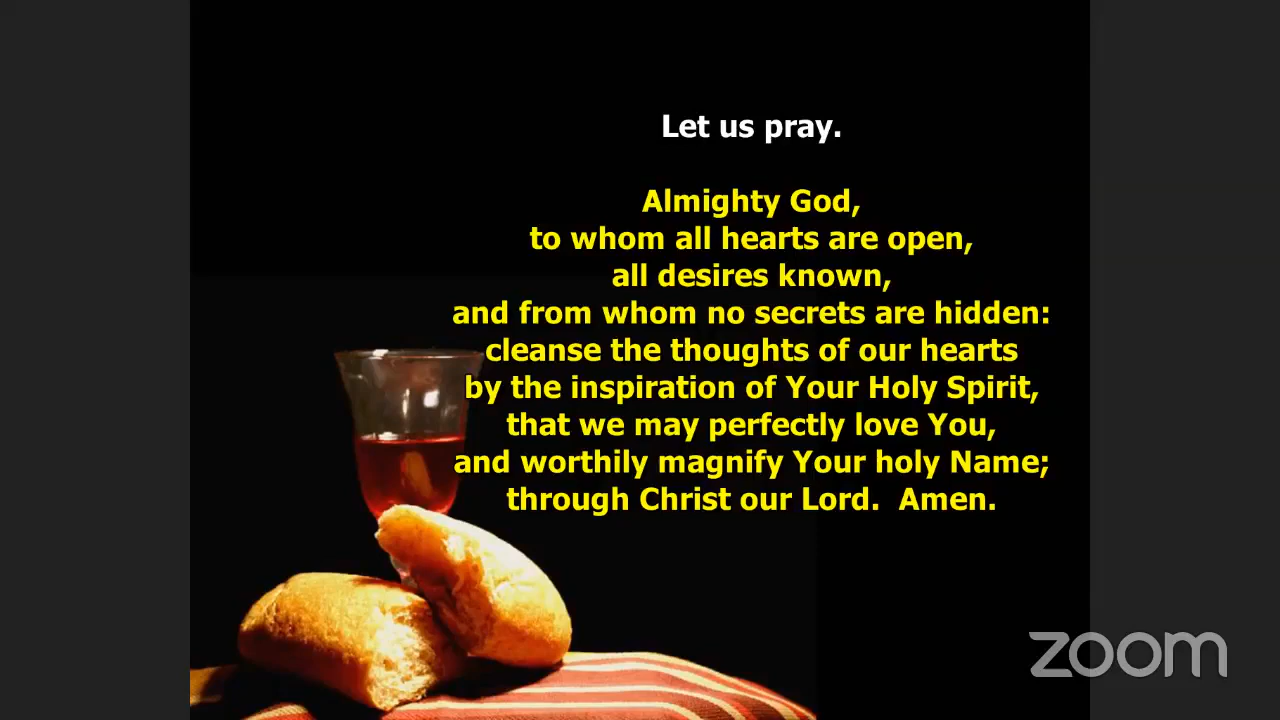 Let us pray.
Almighty God,
to whom all hearts are open,
all desires known,
and from whom no secrets are hidden:
cleanse the thoughts of our hearts
by the inspiration of Your Holy Spirit,
that we may perfectly love You,
and worthily magnify Your holy Name;
through Christ our Lord.  Amen.
zoom